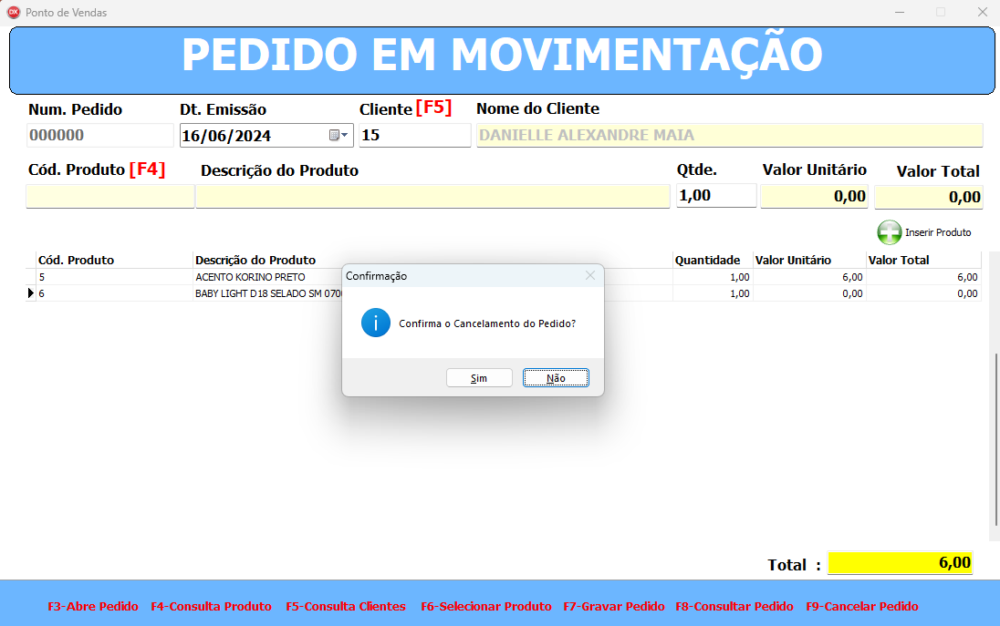 DX Ponto de Vendas
PEDIDO EM MOVIMENTAÇÃO
Num. Pedido Dt. Emissão Cliente [F5] Nome do Cliente
000000 16/06/2024 15 DANIELLE ALEXANDRE MAIA
Cód. Produto [F4] Descrição do Produto Qtde. Valor Unitário Valor Total
1,00 0,00 0,00
Inserir Produto
Cód. Produto Descrição do Produto Quantidade Valor Unitário Valor Total
5 ACENTO KORINO PRETO 1,00 6,00 6,00
6 BABY LIGHT D18 SELADO SM 070 1,00 0,00 0,00
Confirmação
Confirma o Cancelamento do Pedido?
Sim Não
Total : 6,00
F3-Abre Pedido F4-Consulta Produto F5-Consulta Clientes F6-Selecionar Produto F7-Gravar Pedido F8-Consultar Pedido F9-Cancelar Pedido